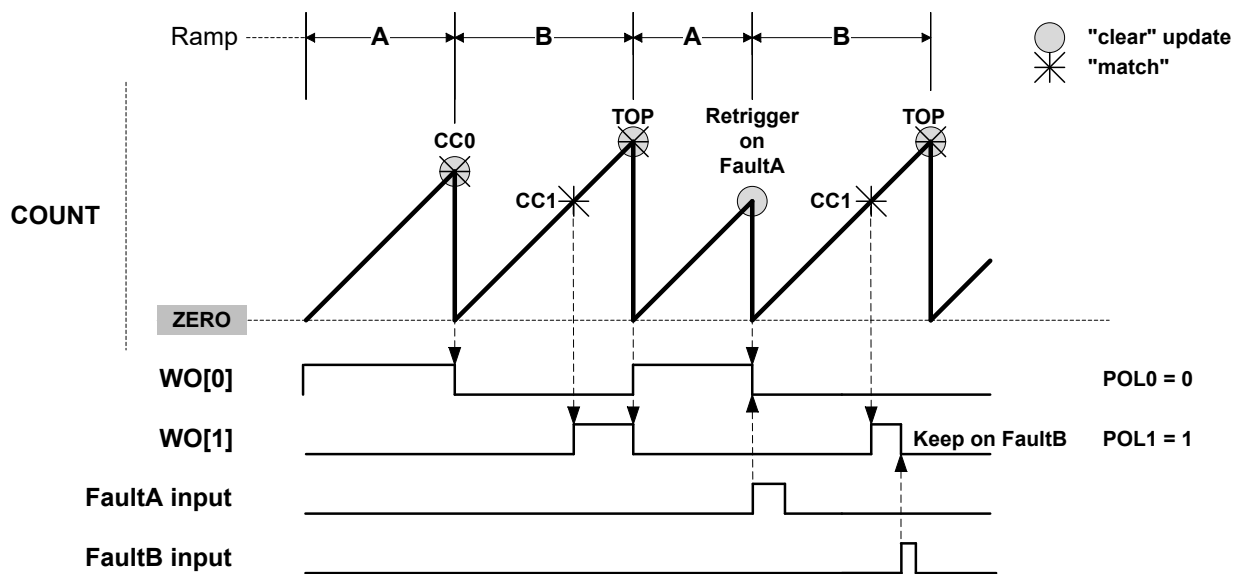 Ramp
A
B
A
B
"clear" update
"match"
CC0
TOP
Retrigger
on
FaultA
TOP
CC1
CC1
COUNT
ZERO
WO[0]
POL0 = 0
WO[1]
Keep on FaultB
POL1 = 1
FaultA input
FaultB input